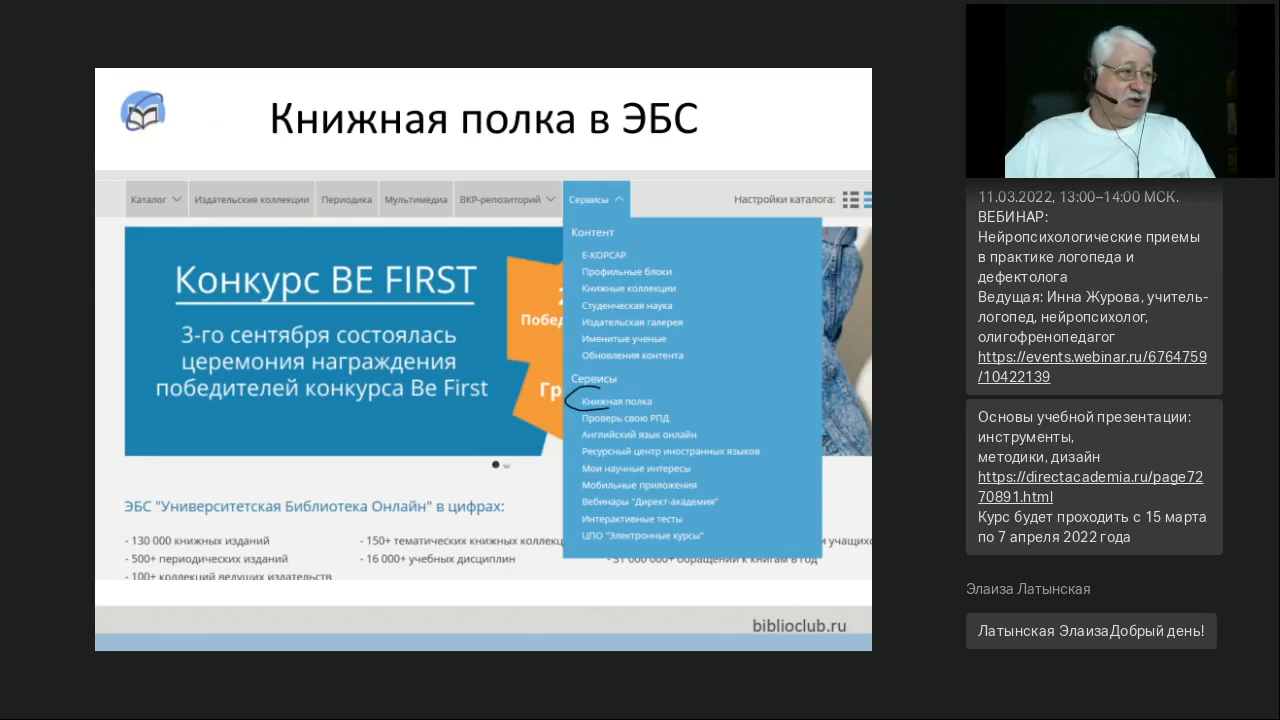 Книжная полка в ЭБС
Каталог
Издательские коллекции
Периодика
Мультимедиа
ВКР-репозиторий
Сервисы
Настройки каталога:
Конкурс BE FIRST
3-го сентября состоялась
церемония награждения
победителей конкурса Be First
Побед
Гр
Контент
Е-КОРСАР
Профильные блоки
Книжные коллекции
Студенческая наука
Издательская галерея
Именитые ученые
Обновления контента
Сервисы
Книжная полка
Проверь свою РПД
Английский язык онлайн
Ресурсный центр иностранных языков
Мои научные интересы
Мобильные приложения
Вебинары "Директ-академия"
Интерактивные тесты
ЦПО "Электронные курсы"
ЭБС "Университетская Библиотека Онлайн" в цифрах:
- 130 000 книжных изданий
- 500+ периодических изданий
- 100+ коллекций ведущих издательств
- 150+ тематических книжных коллекц
- 16 000+ учебных дисциплин
и учащихс
- 31 000 000+ обращений к книгам в год
biblioclub.ru
11.03.2022, 13:00–14:00 МСК.
ВЕБИНАР:
Нейропсихологические приемы
в практике логопеда и
дефектолога
Ведущая: Инна Журова, учитель-
логопед, нейропсихолог,
олигофренопедагог
https://events.webinar.ru/6764759
/10422139
Основы учебной презентации:
инструменты,
методики, дизайн
https://directacademia.ru/page72
70891.html
Курс будет проходить с 15 марта
по 7 апреля 2022 года
Элаиза Латынская
Латынская ЭлаизаДобрый день!